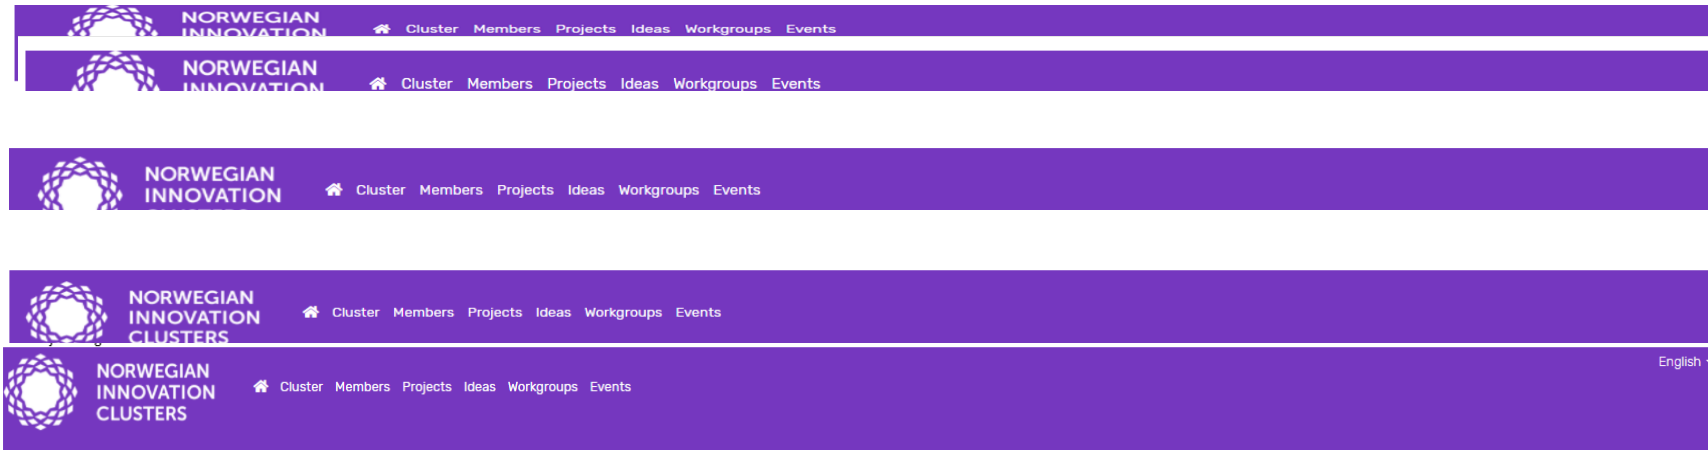 NORWEGIAN
INNOVATION
Cluster Members Projects Ideas Workgroups Events
NORWEGIAN
INNOVATION
Cluster Members Projects Ideas Workgroups Events
NORWEGIAN
INNOVATION
Cluster Members Projects Ideas Workgroups Events
NORWEGIAN
INNOVATION
CLUSTERS
Cluster Members Projects Ideas Workgroups Events
English
NORWEGIAN
INNOVATION
CLUSTERS
Cluster Members Projects Ideas Workgroups Events